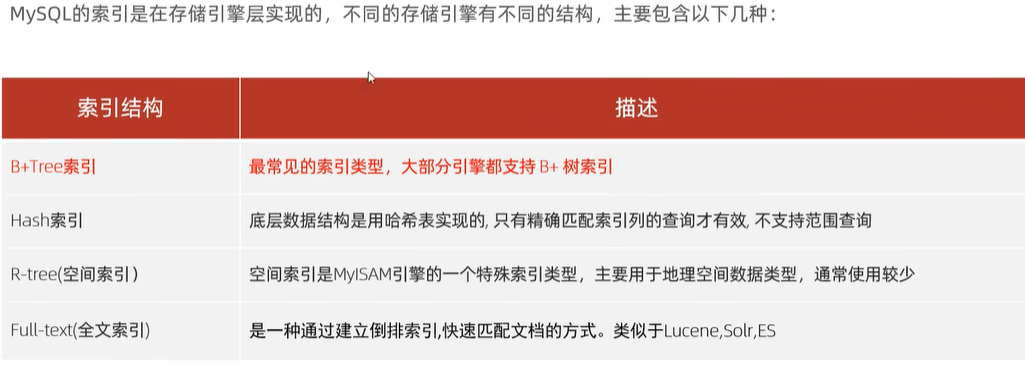 MySQL的索引是在存储引擎层实现的，不同的存储引擎有不同的结构，主要包含以下几种：
索引结构 描述
B+Tree索引 最常见的索引类型，大部分引擎都支持 B+ 树索引
Hash索引 底层数据结构是用哈希表实现的, 只有精确匹配索引列的查询才有效, 不支持范围查询
R-tree(空间索引） 空间索引是MyISAM引擎的一个特殊索引类型，主要用于地理空间数据类型，通常使用较少
Full-text(全文索引) 是一种通过建立倒排索引,快速匹配文档的方式。类似于Lucene,Solr,ES